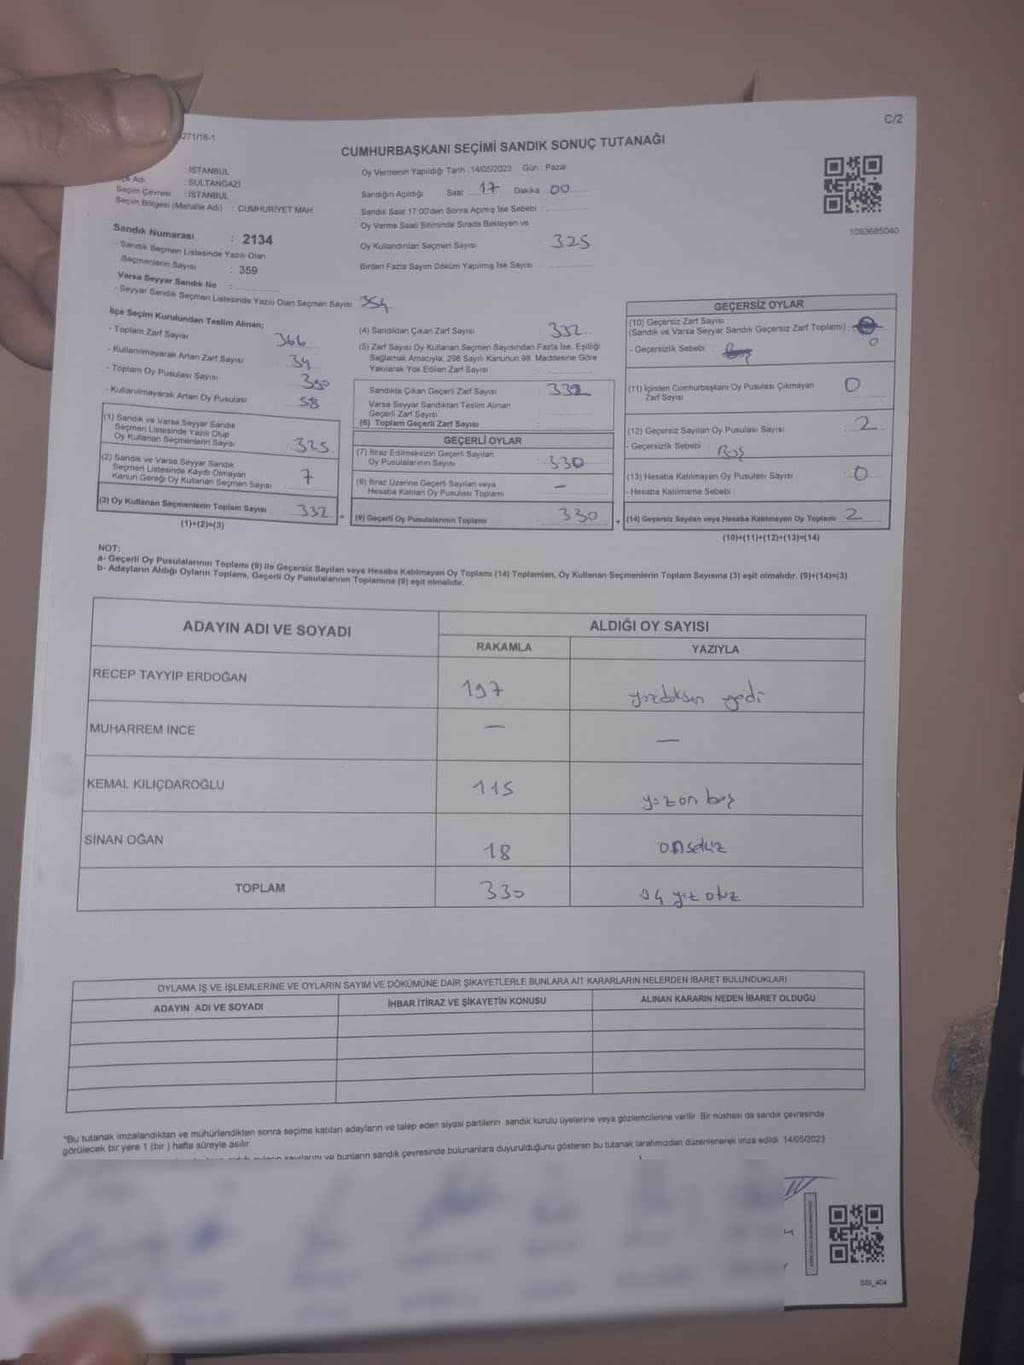 271/16-1
C/2
CUMHURBAŞKANI SEÇİMİ SANDIK SONUÇ TUTANAĞI
: İSTANBUL
Adı : SULTANGAZİ
Seçim Çevresi : İSTANBUL
Seçim Bölgesi (Mahalle Adı) : CUMHURİYET MAH
Sandık Numarası : 2134
- Sandık Seçmen Listesinde Yazılı Olan
Seçmenlerin Sayısı : 359
Varsa Seyyar Sandık No :
- Seyyar Sandık Seçmen Listesinde Yazılı Olan Seçmen Sayısı 354
Oy Vermenin Yapıldığı Tarih :14/05/2023 Gün : Pazar
Sandığın Açıldığı Saat 17 Dakika 00
Sandık Saat 17.00'den Sonra Açılmış İse Sebebi :
Oy Verme Saati Bitiminde Sırada Bekleyen ve
Oy Kullandırılan Seçmen Sayısı 325
Birden Fazla Sayım Döküm Yapılmış İse Sayısı
1093685040
İlçe Seçim Kurulundan Teslim Alınan;
- Toplam Zarf Sayısı 366
- Kullanılmayarak Artan Zarf Sayısı 34
- Toplam Oy Pusulası Sayısı 390
- Kullanılmayarak Artan Oy Pusulası 58
(1) Sandık ve Varsa Seyyar Sandık
Seçmen Listesinde Yazılı Olup
Oy Kullanan Seçmenlerin Sayısı 325
(2) Sandık ve Varsa Seyyar Sandık
Seçmen Listesinde Kayıtlı Olmayan
Kanun Gereği Oy Kullanan Seçmen Sayısı 7
(3) Oy Kullanan Seçmenlerin Toplam Sayısı 332
(1)+(2)=(3)
(4) Sandıktan Çıkan Zarf Sayısı 332
(5) Zarf Sayısı Oy Kullanan Seçmen Sayısından Fazla İse, Eşitliği
Sağlamak Amacıyla, 298 Sayılı Kanunun 98. Maddesine Göre
Yakılarak Yok Edilen Zarf Sayısı
Sandıkta Çıkan Geçerli Zarf Sayısı 332
Varsa Seyyar Sandıktan Teslim Alınan
Geçerli Zarf Sayısı
(6) Toplam Geçerli Zarf Sayısı
GEÇERLİ OYLAR
(7) İtiraz Edilmeksizin Geçerli Sayılan
Oy Pusulalarının Sayısı 330
(8) İtiraz Üzerine Geçerli Sayılan veya
Hesaba Katılan Oy Pusulası Toplamı –
(9) Geçerli Oy Pusulalarının Toplamı 330
=
+
GEÇERSİZ OYLAR
(10) Geçersiz Zarf Sayısı
(Sandık ve Varsa Seyyar Sandık Geçersiz Zarf Toplamı) : 0
- Geçersizlik Sebebi
(11) İçinden Cumhurbaşkanı Oy Pusulası Çıkmayan
Zarf Sayısı 0
(12) Geçersiz Sayılan Oy Pusulası Sayısı 2
- Geçersizlik Sebebi Boş
(13) Hesaba Katılmayan Oy Pusulası Sayısı 0
- Hesaba Katılmama Sebebi
(14) Geçersiz Sayılan veya Hesaba Katılmayan Oy Toplamı 2
(10)+(11)+(12)+(13)=(14)
NOT:
a- Geçerli Oy Pusulalarının Toplamı (9) ile Geçersiz Sayılan veya Hesaba Katılmayan Oy Toplamı (14) Toplamları, Oy Kullanan Seçmenlerin Toplam Sayısına (3) eşit olmalıdır. (9)+(14)=(3)
b- Adayların Aldığı Oyların Toplamı, Geçerli Oy Pusulalarının Toplamına (9) eşit olmalıdır.
ADAYIN ADI VE SOYADI ALDIĞI OY SAYISI
RAKAMLA YAZIYLA
RECEP TAYYİP ERDOĞAN 197 yüzdoksan yedi
MUHARREM İNCE – –
KEMAL KILIÇDAROĞLU 115 yüzon beş
SİNAN OĞAN 18 onsekiz
TOPLAM 330 üç yüz otuz
OYLAMA İŞ VE İŞLEMLERİNE VE OYLARIN SAYIM VE DÖKÜMÜNE DAİR ŞİKAYETLERLE BUNLARA AİT KARARLARIN NELERDEN İBARET BULUNDUKLARI
ADAYIN ADI VE SOYADI İHBAR İTİRAZ VE ŞİKAYETİN KONUSU ALINAN KARARIN NEDEN İBARET OLDUĞU
*Bu tutanak imzalandıktan ve mühürlendikten sonra seçime katılan adayların ve talep eden siyasi partilerin sandık kurulu üyelerine veya gözlemcilerine verilir. Bir nüshası da sandık çevresinde
görülecek bir yere 1 (bir) hafta süreyle asılır.
sayılarını ve bunların sandık çevresinde bulunanlara duyurulduğunu gösteren bu tutanak tarafımızdan düzenlenerek imza edildi. 14/05/2023
SSI_404